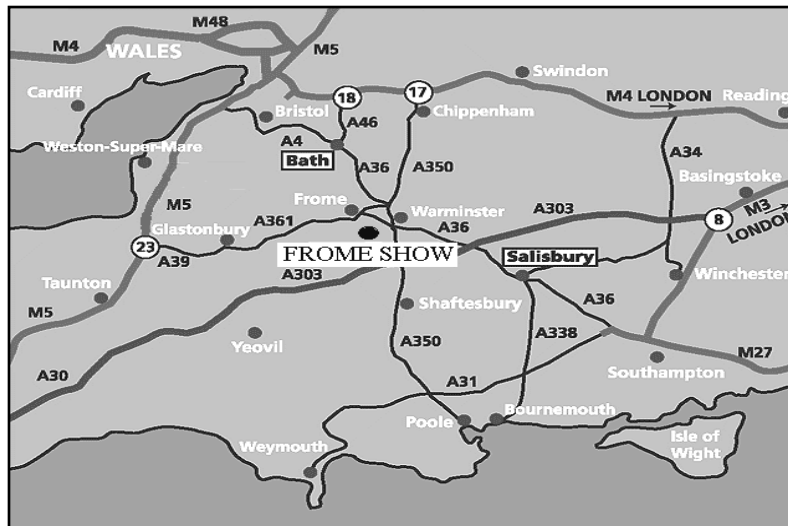 M48
M4
WALES
M5
Swindon
Cardiff
18
17
M4 LONDON
Reading
Bristol
A46
Chippenham
A4
Weston-Super-Mare
Bath
A36
A350
A34
Basingstoke
M5
Frome
Warminster
A303
8
M3
LONDON
Glastonbury
A361
A36
23
A39
FROME SHOW
Salisbury
A303
Winchester
Taunton
M5
Shaftesbury
A36
A350
A338
Yeovil
M27
A30
A31
Southampton
Poole
Bournemouth
Weymouth
Isle of
Wight